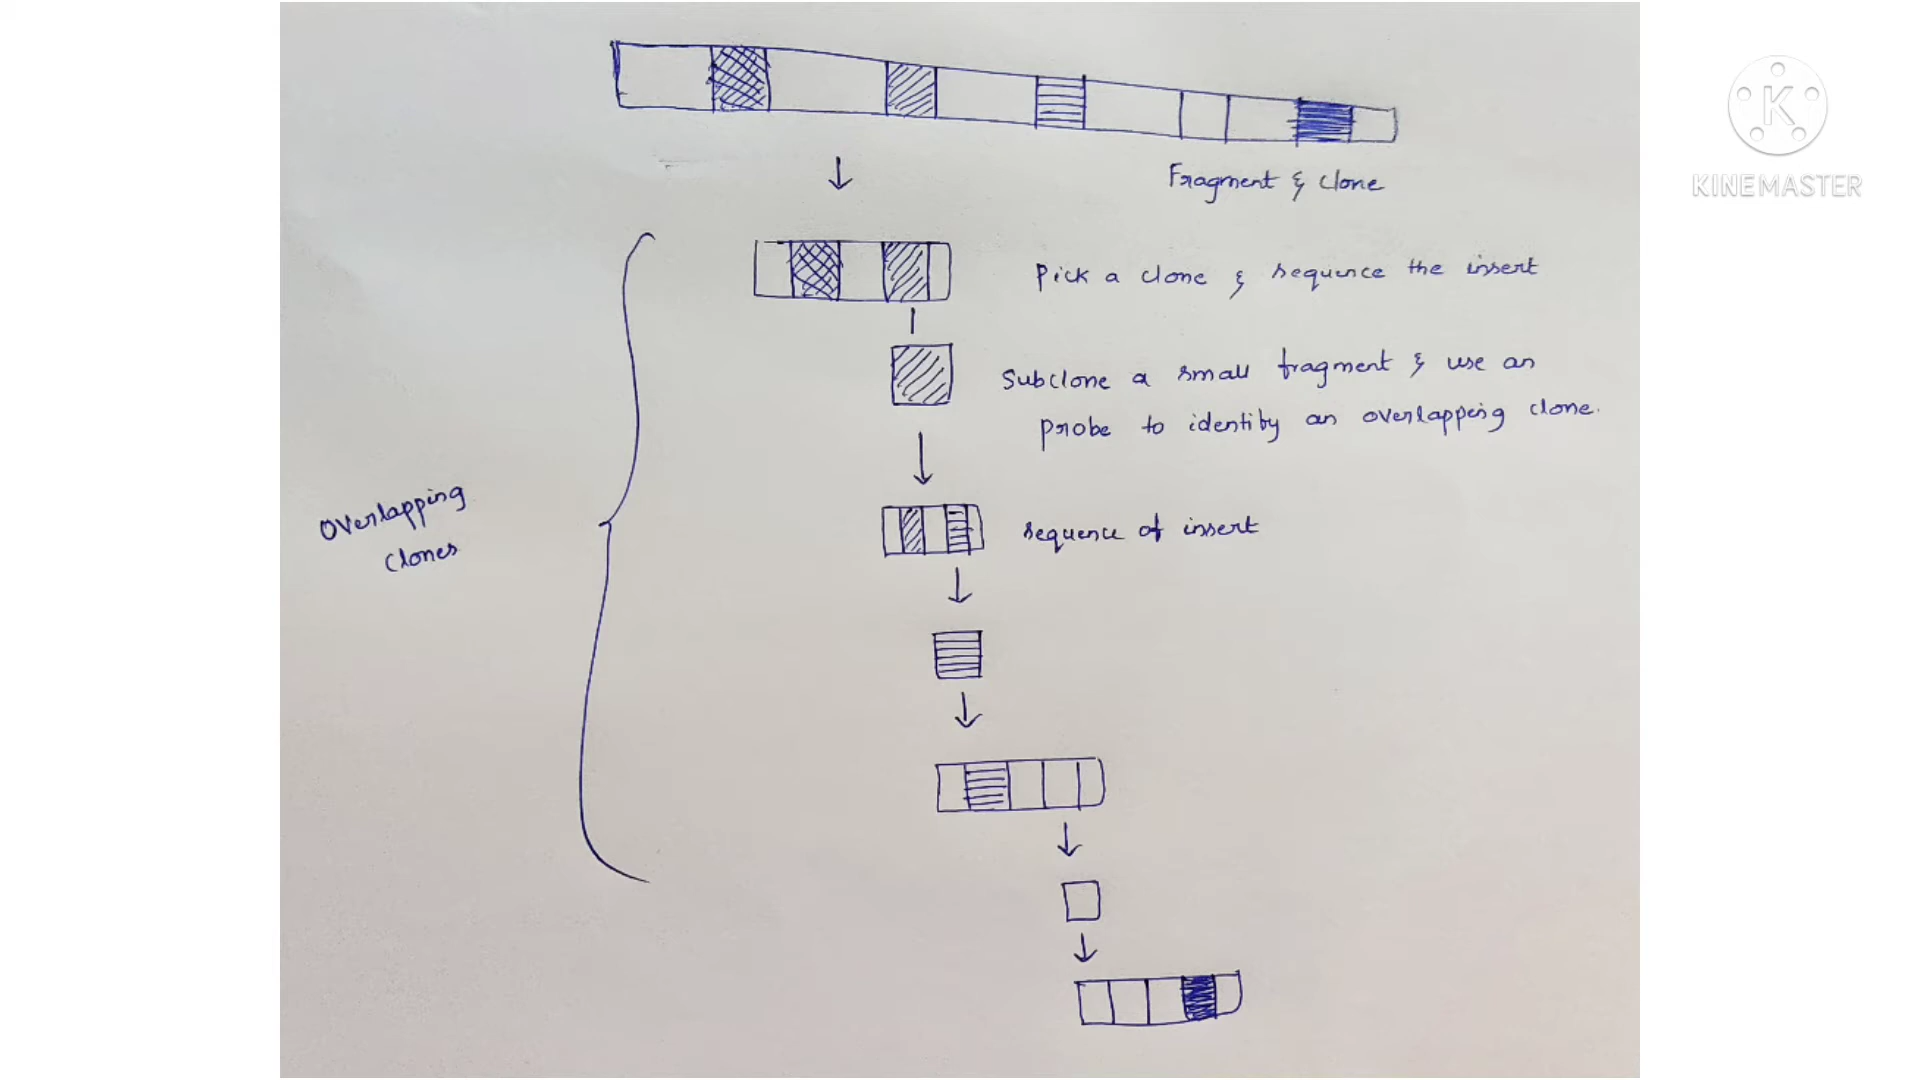 Fragment & clone
Pick a clone & sequence the insert
Subclone a small fragment & use an
probe to identify an overlapping clone.
Overlapping
clones
sequence of insert
K
KINEMASTER